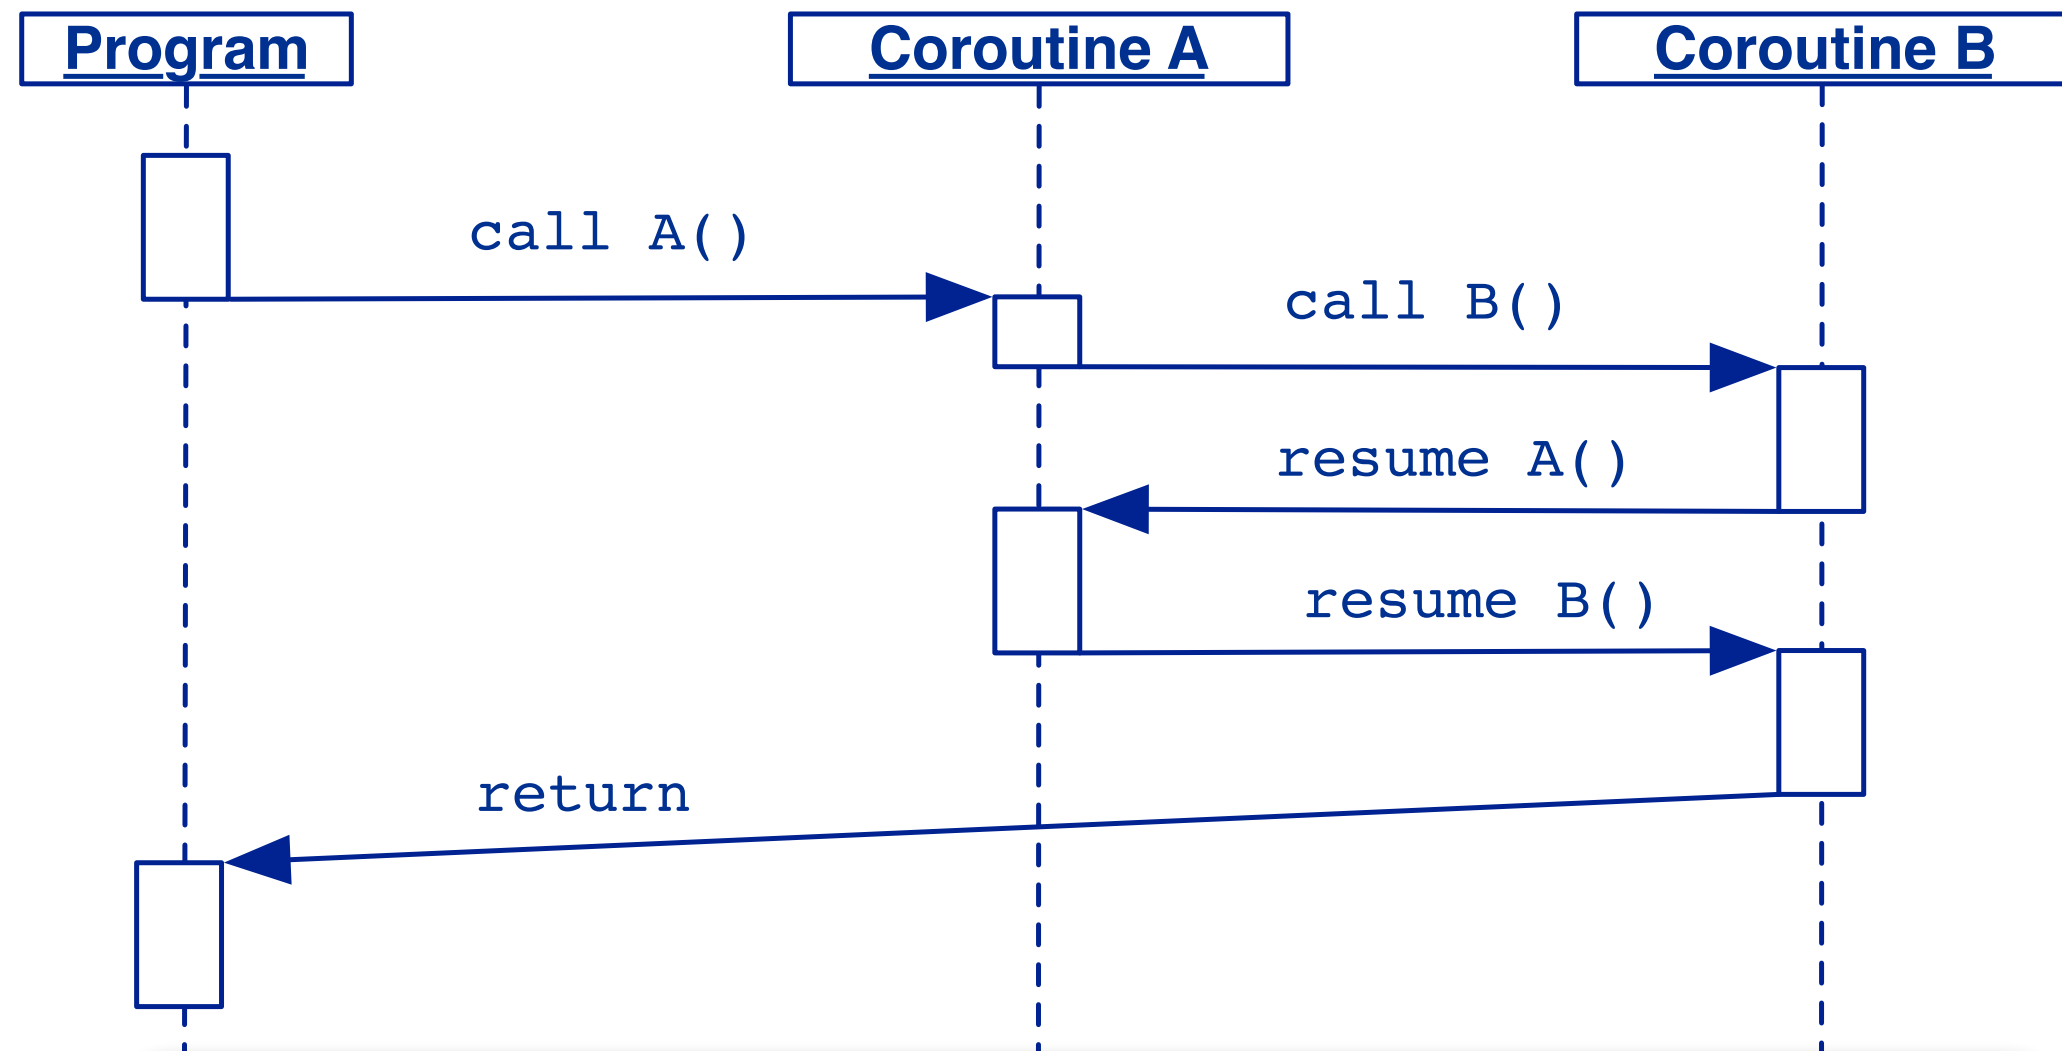 Program
Coroutine A
Coroutine B
call A()
call B()
resume A()
resume B()
return